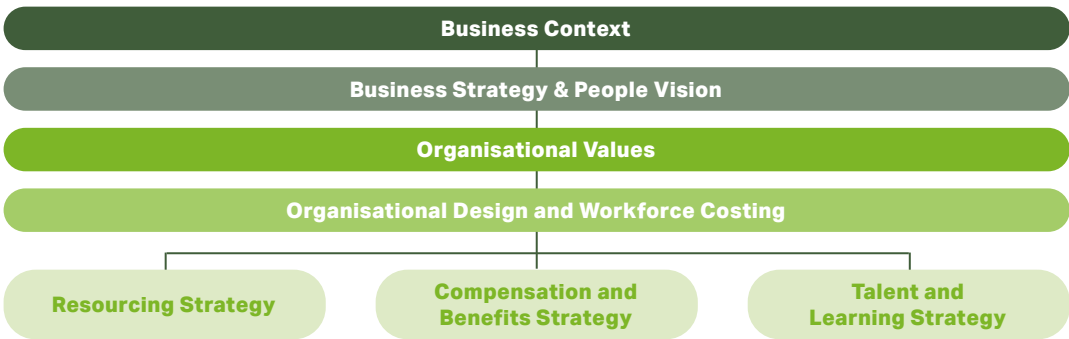 Business Context
Business Strategy & People Vision
Organisational Values
Organisational Design and Workforce Costing
Resourcing Strategy
Compensation and
Benefits Strategy
Talent and
Learning Strategy